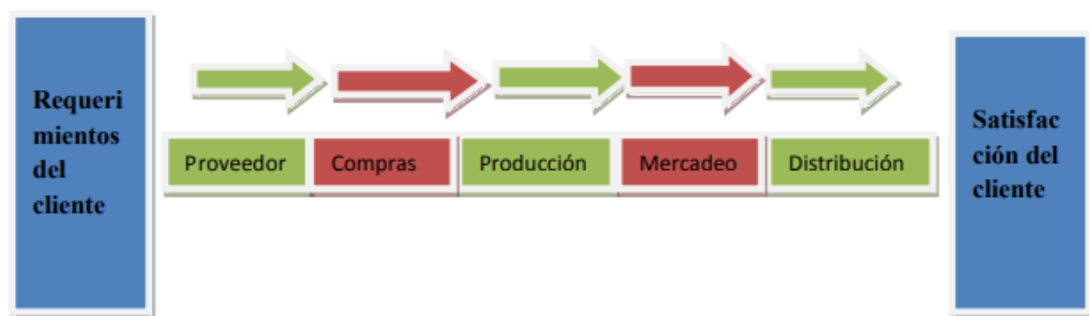 Requeri
mientos
del
cliente
Proveedor
Compras
Producción
Mercadeo
Distribución
Satisfac
ción del
cliente